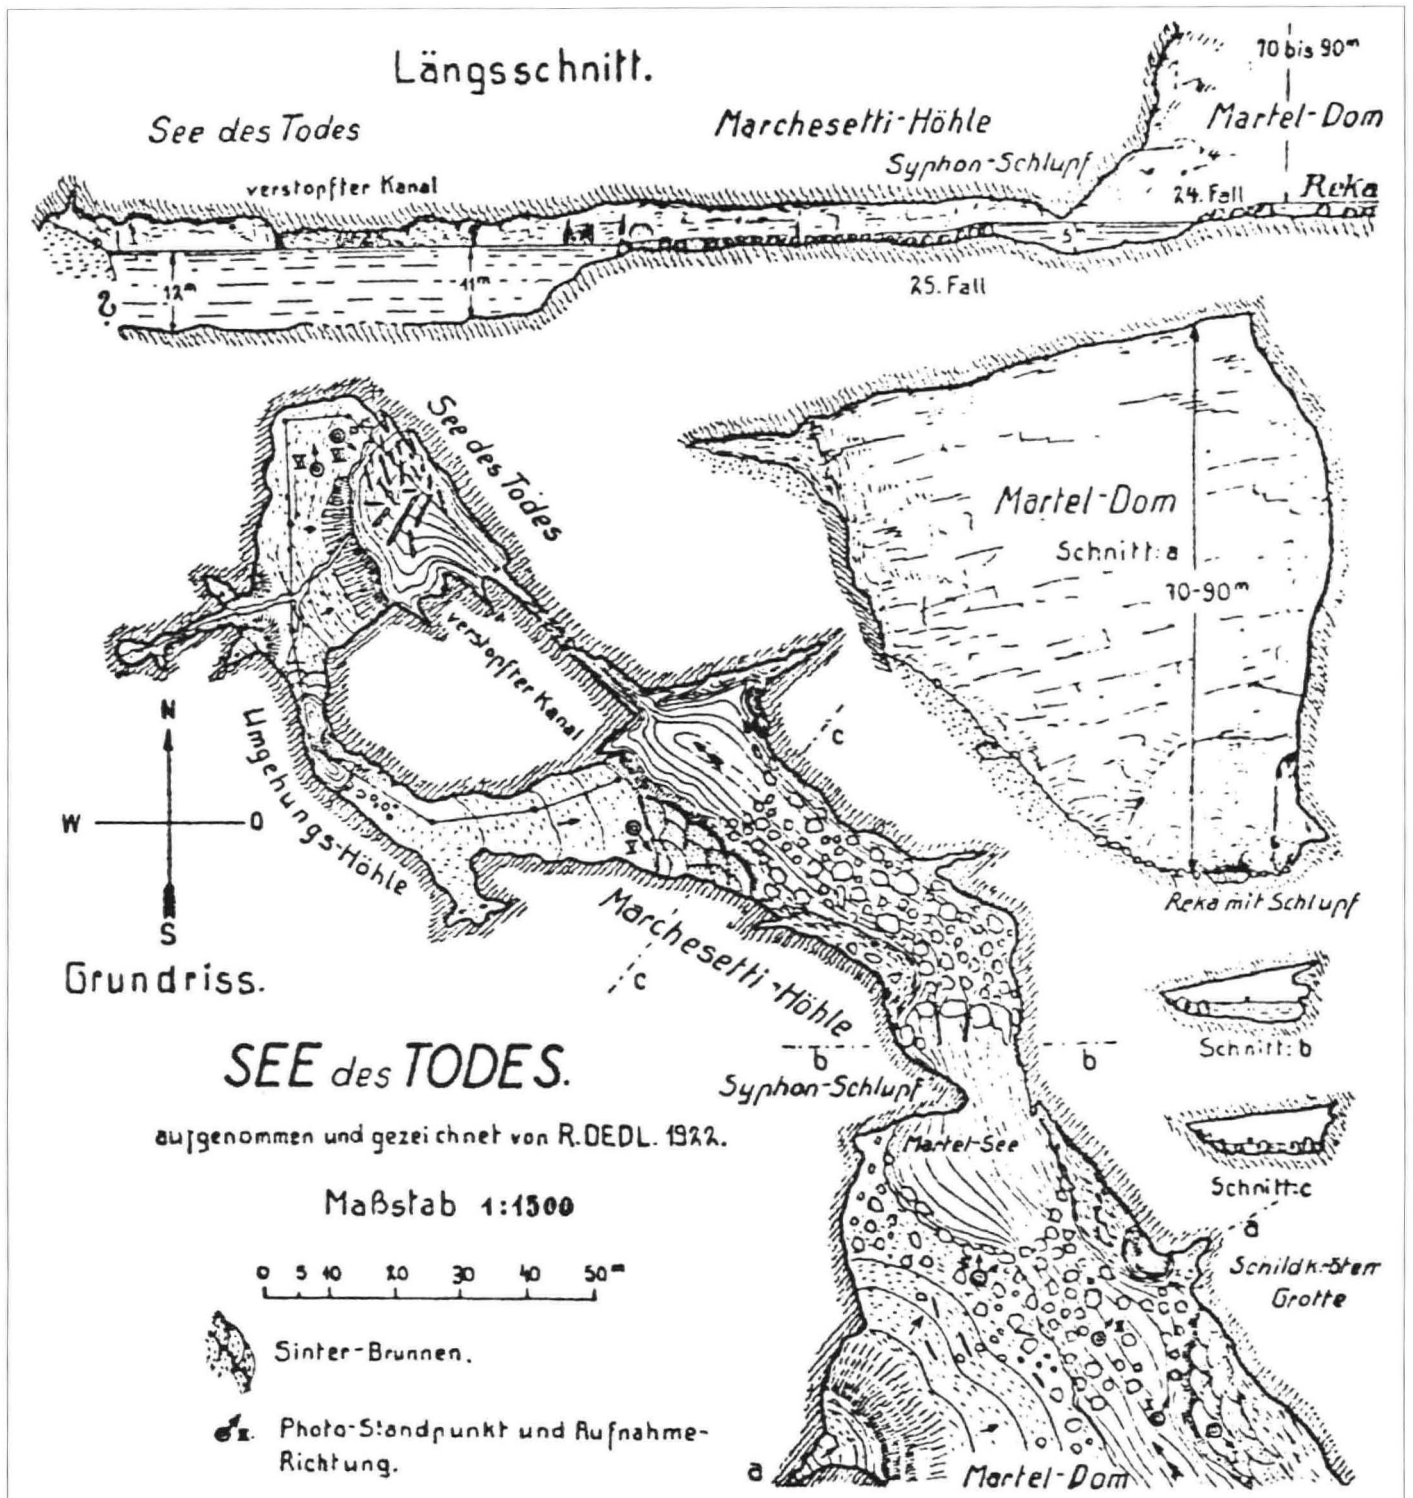 Längsschnitt.
See des Todes
verstopfter Kanal
Marchesetti-Höhle
Syphon-Schlupf
70 bis 90m
Martel-Dom
24. Fall
Reka
?
12m
11m
5m
25. Fall
See des Todes
verstopfter Kanal
Umgehungs-Höhle
N
W
O
S
Grundriss.
Martel-Dom
Schnitt: a
70-90m
Reka mit Schlupf
c
c
Marchesetti-Höhle
b
b
Syphon-Schlupf
Schnitt: b
Schnitt: c
Martel-See
a
Schildkröten
Grotte
a
Martel-Dom
SEE des TODES.
aufgenommen und gezeichnet von R.OEDL. 1922.
Maßstab 1:1500
0 5 10 20 30 40 50m
Sinter-Brunnen.
Photo-Standpunkt und Aufnahme-
Richtung.